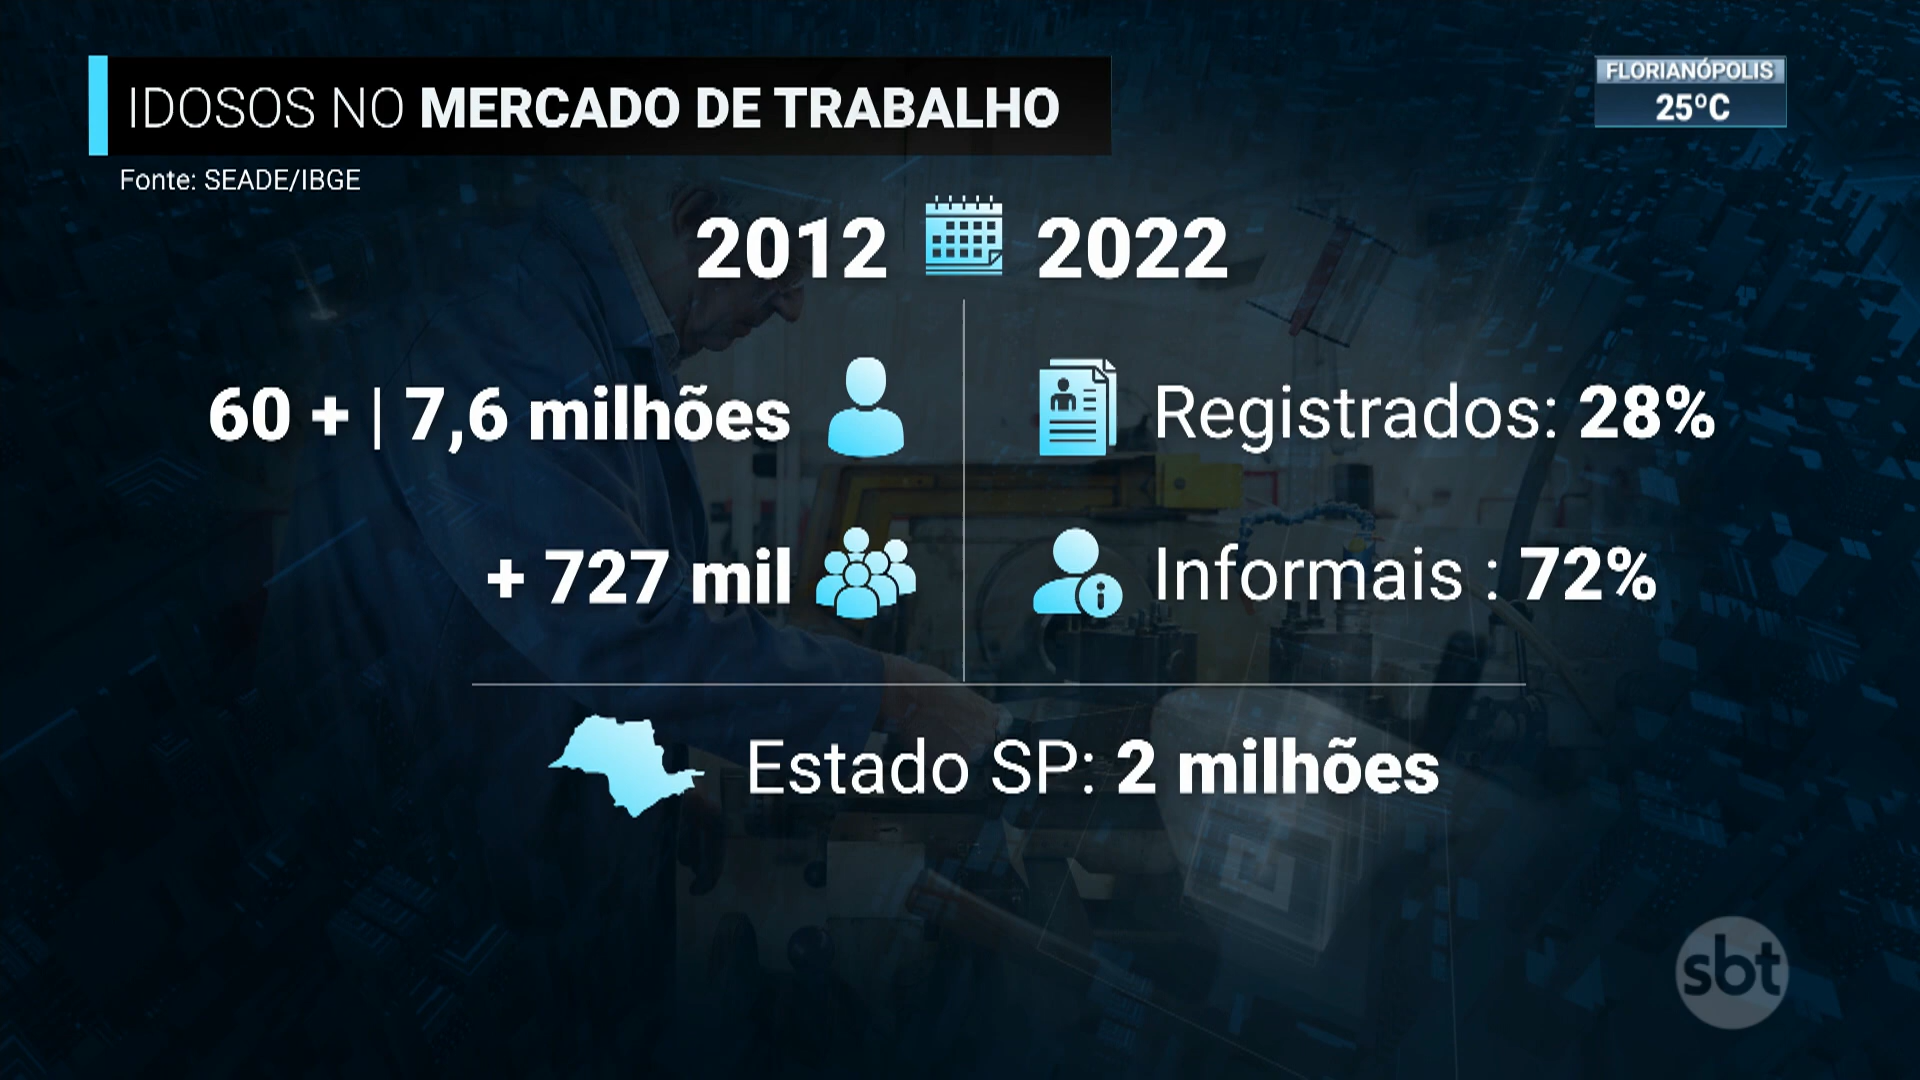 IDOSOS NO MERCADO DE TRABALHO
FLORIANÓPOLIS
25ºC
Fonte: SEADE/IBGE
2012 2022
60 + | 7,6 milhões
Registrados: 28%
+ 727 mil
Informais : 72%
Estado SP: 2 milhões
sbt